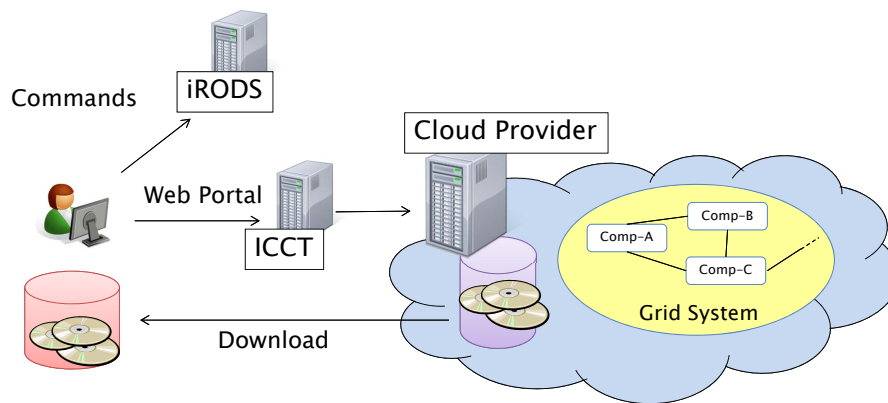 iRODS
Commands
Cloud Provider
Web Portal
ICCT
Comp-B
Comp-A
Comp-C
Grid System
Download